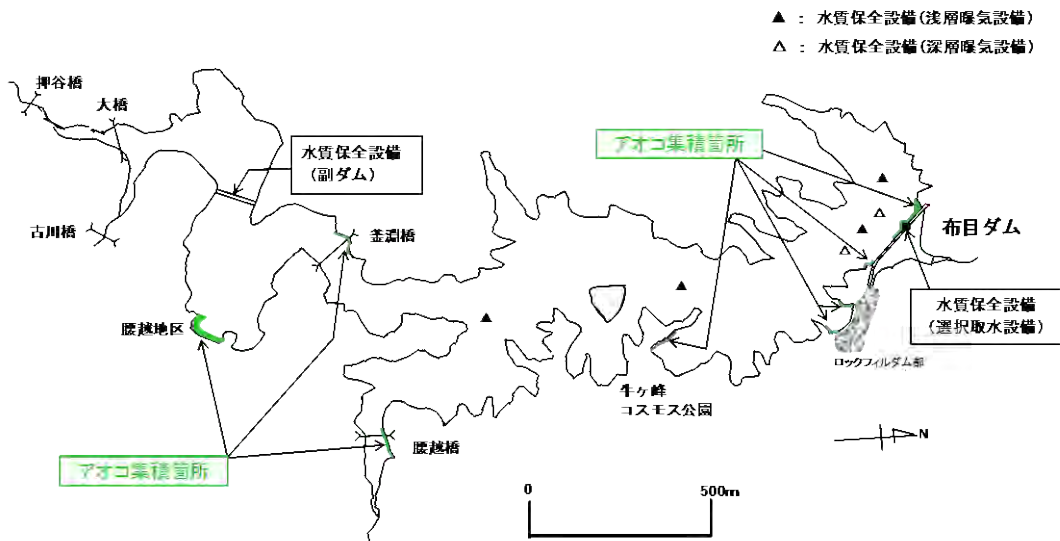 ▲ : 水質保全設備(浅層曝気設備)
△ : 水質保全設備(深層曝気設備)
押谷橋
大橋
水質保全設備
(副ダム)
アオコ集積箇所
古川橋
釜淵橋
布目ダム
腰越地区
水質保全設備
(選択取水設備)
ロックフィルダム部
牛ヶ峰
コスモス公園
腰越橋
アオコ集積箇所
N
0 500m